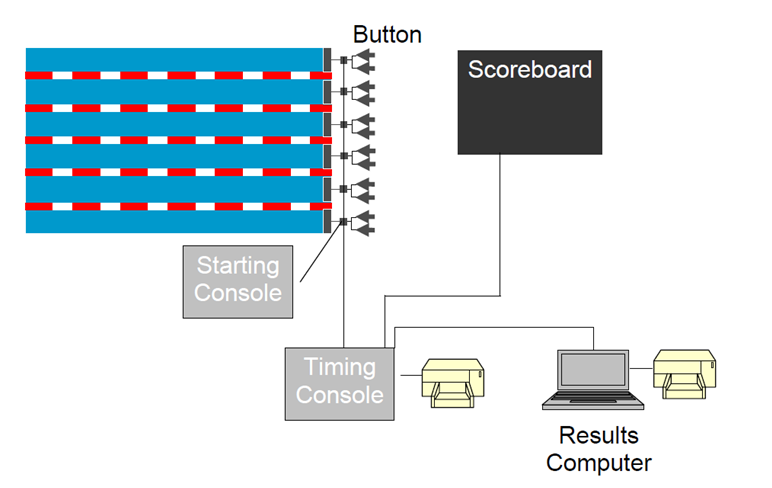 Button
Scoreboard
Starting
Console
Timing
Console
Results
Computer